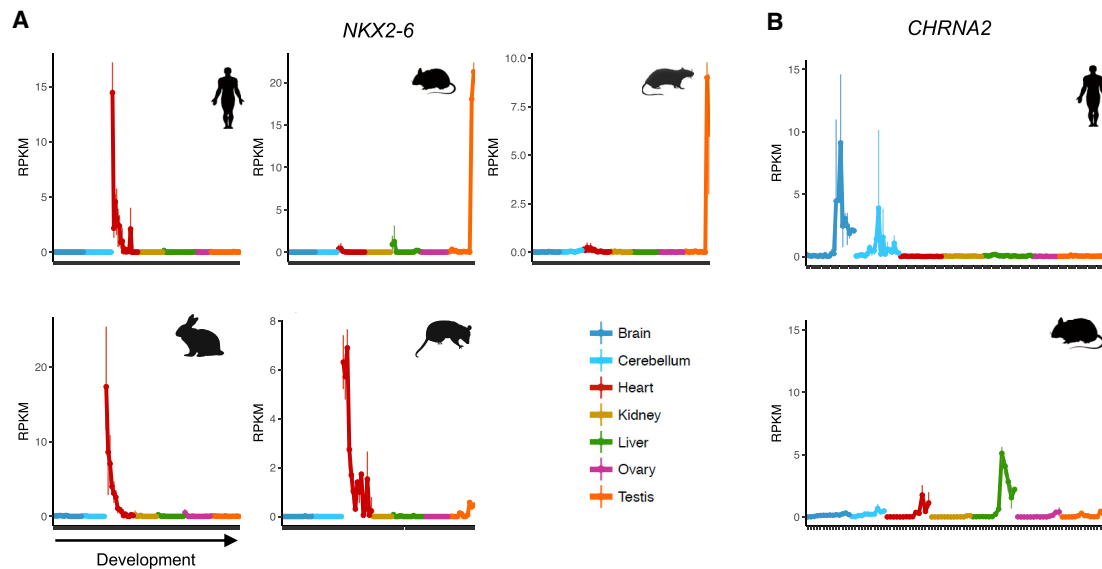 A
NKX2-6
B
CHRNA2
RPKM
15
10
5
0
RPKM
20
15
10
5
0
RPKM
10.0
7.5
5.0
2.5
0.0
RPKM
15
10
5
0
RPKM
20
10
0
Development
RPKM
8
6
4
2
0
Brain
Cerebellum
Heart
Kidney
Liver
Ovary
Testis
RPKM
15
10
5
0